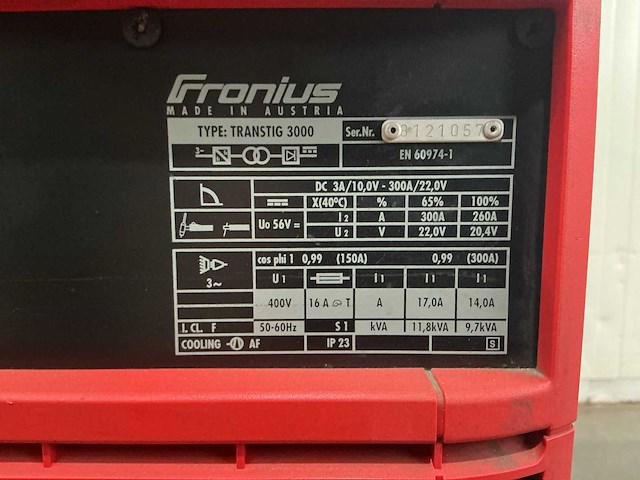 Fronius
MADE IN AUSTRIA
TYPE: TRANSTIG 3000 Ser.Nr. 8121057
3~ EN 60974-1
DC 3A/10,0V - 300A/22,0V
X(40°C) % 65% 100%
Uo 56V = I2 A 300A 260A
U2 V 22,0V 20,4V
cos phi 1 0,99 (150A) 0,99 (300A)
3~ U1 I1 I1 I1
400V 16 A T A 17,0A 14,0A
I. CL. F 50-60Hz S1 kVA 11,8kVA 9,7kVA
COOLING AF IP 23 S